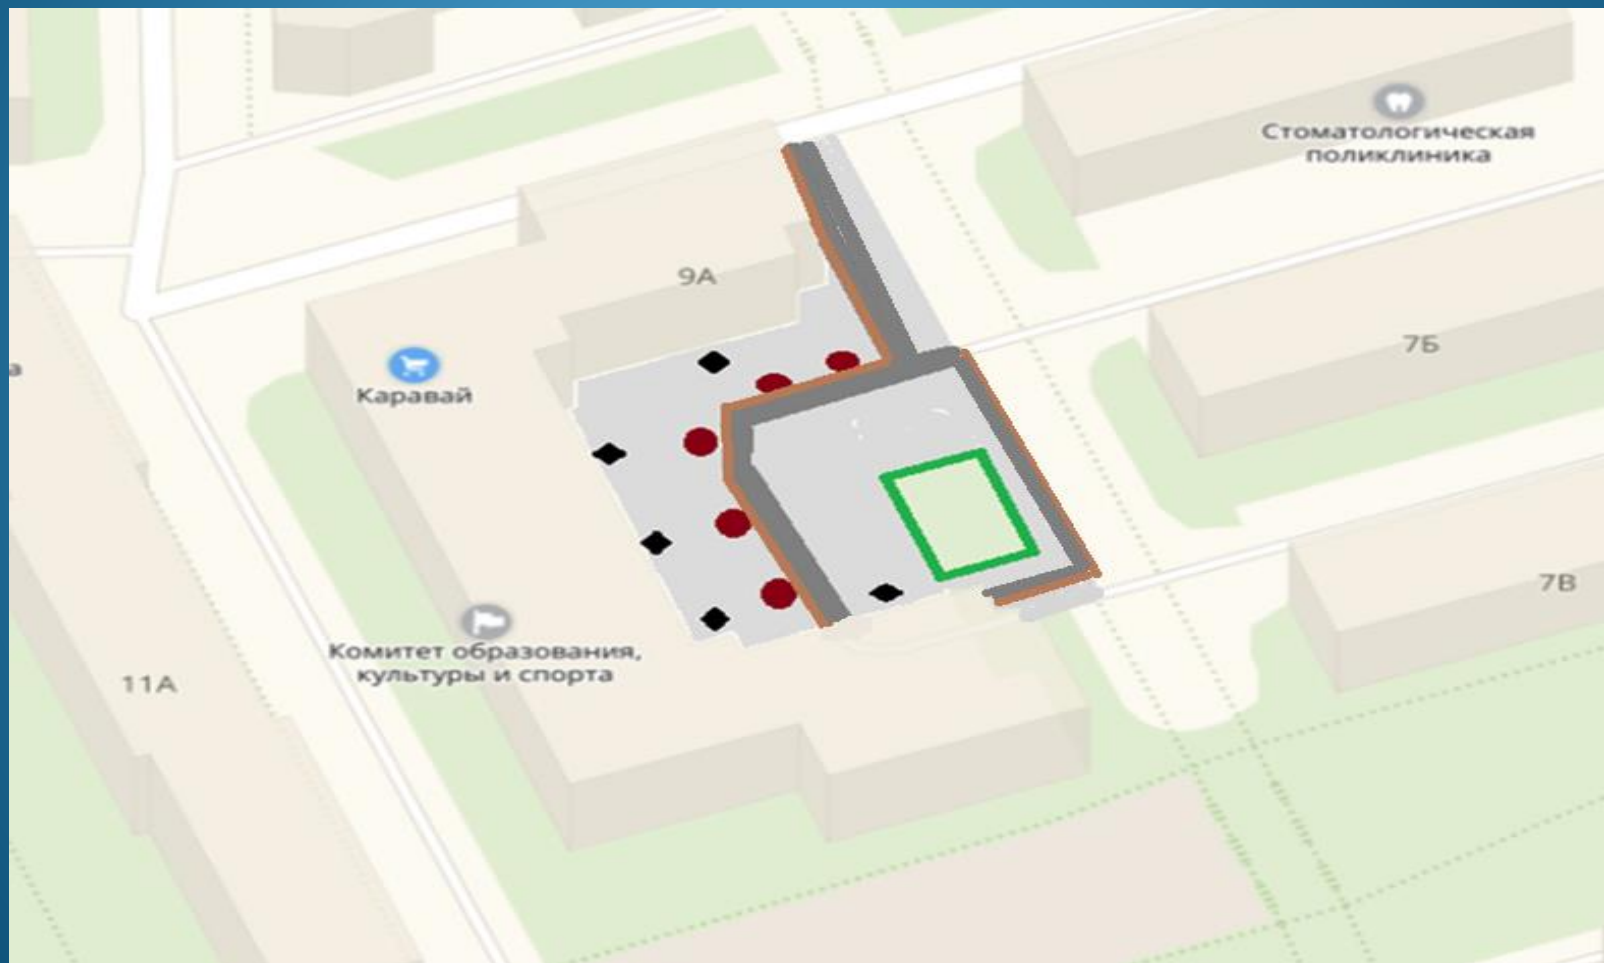 Стоматологическая
поликлиника
9А
7Б
а
Каравай
7В
Комитет образования,
культуры и спорта
11А